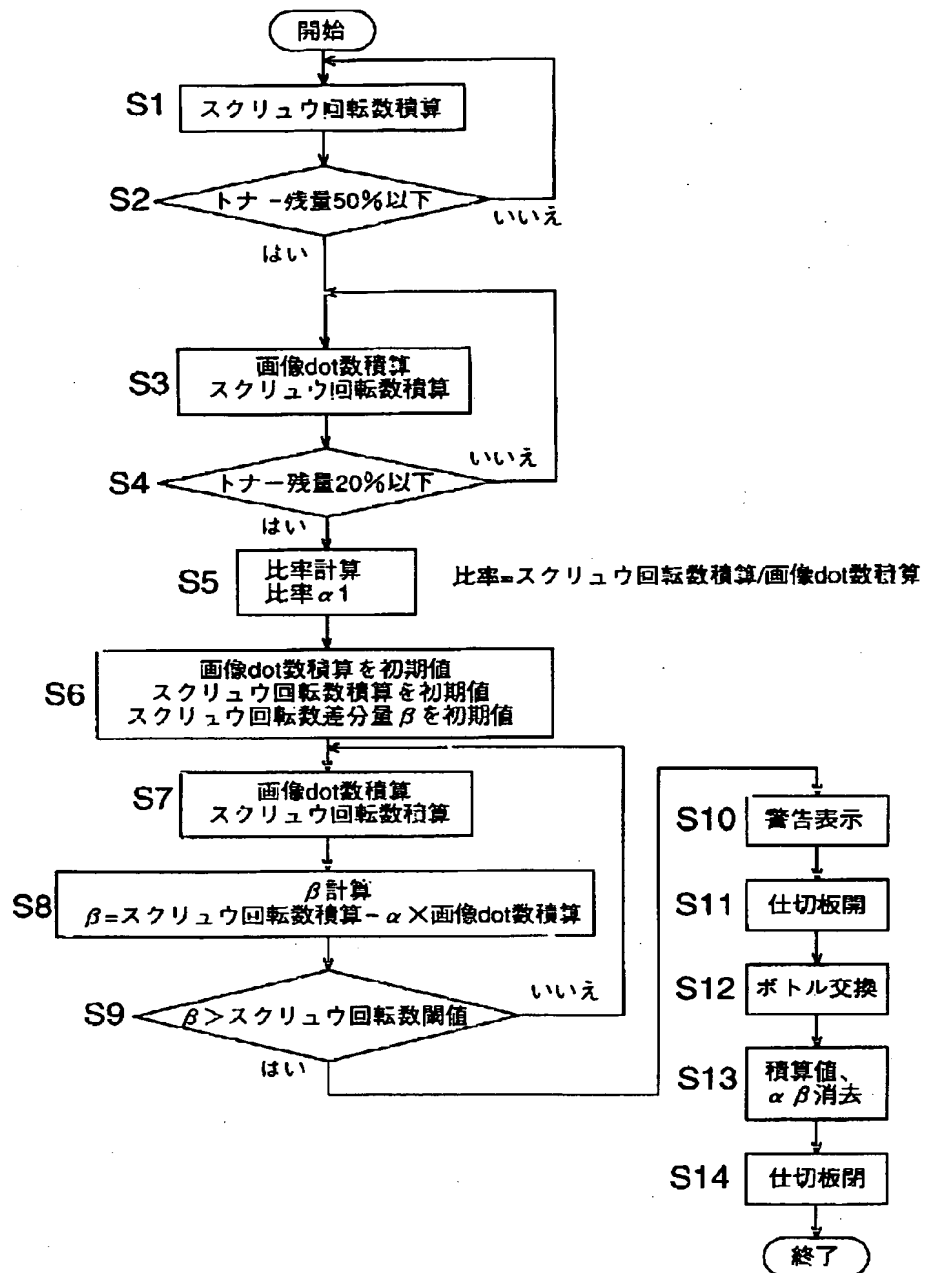 開始
S1
スクリュウ回転数積算
S2
トナー残量50%以下
いいえ
はい
S3
画像dot数積算
スクリュウ回転数積算
いいえ
S4
トナー残量20%以下
はい
S5
比率計算
比率α1
比率=スクリュウ回転数積算/画像dot数積算
S6
画像dot数積算を初期値
スクリュウ回転数積算を初期値
スクリュウ回転数差分量βを初期値
S7
画像dot数積算
スクリュウ回転数積算
S8
β計算
β=スクリュウ回転数積算-α×画像dot数積算
S9
β>スクリュウ回転数閾値
いいえ
はい
S10
警告表示
S11
仕切板開
S12
ボトル交換
S13
積算値、
αβ消去
S14
仕切板閉
終了